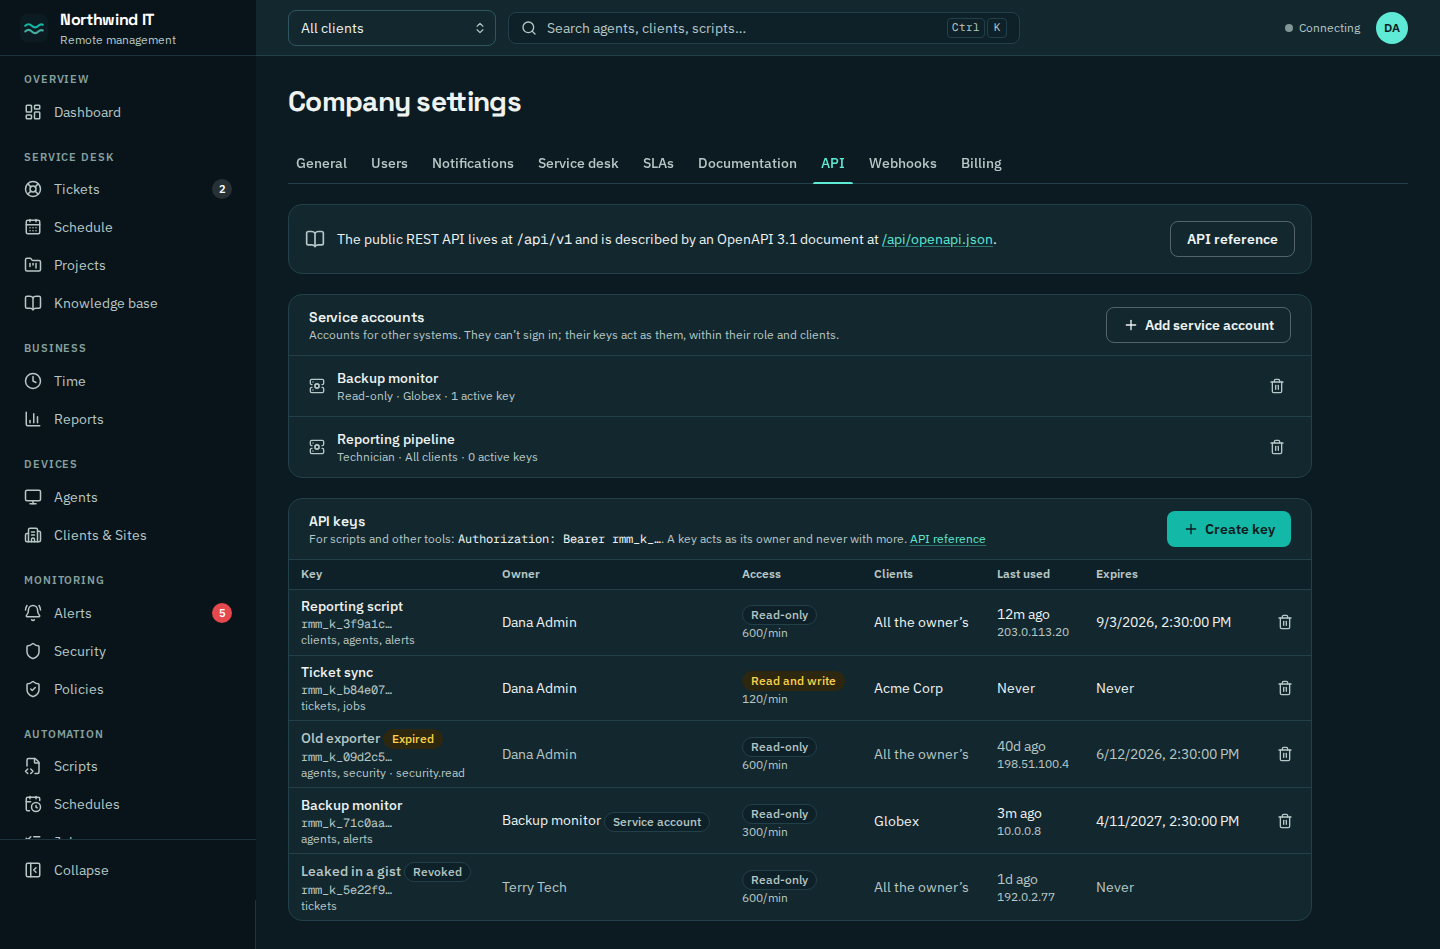 Northwind IT
Remote management
All clients
Search agents, clients, scripts...
Ctrl K
Connecting
DA
OVERVIEW
Dashboard
SERVICE DESK
Tickets 2
Schedule
Projects
Knowledge base
BUSINESS
Time
Reports
DEVICES
Agents
Clients & Sites
MONITORING
Alerts 5
Security
Policies
AUTOMATION
Scripts
Schedules
Collapse
Company settings
General Users Notifications Service desk SLAs Documentation API Webhooks Billing
The public REST API lives at /api/v1 and is described by an OpenAPI 3.1 document at /api/openapi.json.
API reference
Service accounts
Accounts for other systems. They can't sign in; their keys act as them, within their role and clients.
Add service account
Backup monitor
Read-only · Globex · 1 active key
Reporting pipeline
Technician · All clients · 0 active keys
API keys
For scripts and other tools: Authorization: Bearer rmm_k_…. A key acts as its owner and never with more. API reference
Create key
Key Owner Access Clients Last used Expires
Reporting script
rmm_k_3f9a1c…
clients, agents, alerts
Dana Admin
Read-only
600/min
All the owner's
12m ago
203.0.113.20
9/3/2026, 2:30:00 PM
Ticket sync
rmm_k_b84e07…
tickets, jobs
Dana Admin
Read and write
120/min
Acme Corp
Never
Never
Old exporter Expired
rmm_k_09d2c5…
agents, security · security.read
Dana Admin
Read-only
600/min
All the owner's
40d ago
198.51.100.4
6/12/2026, 2:30:00 PM
Backup monitor
rmm_k_71c0aa…
agents, alerts
Backup monitor Service account
Read-only
300/min
Globex
3m ago
10.0.0.8
4/11/2027, 2:30:00 PM
Leaked in a gist Revoked
rmm_k_5e22f9…
tickets
Terry Tech
Read-only
600/min
All the owner's
1d ago
192.0.2.77
Never